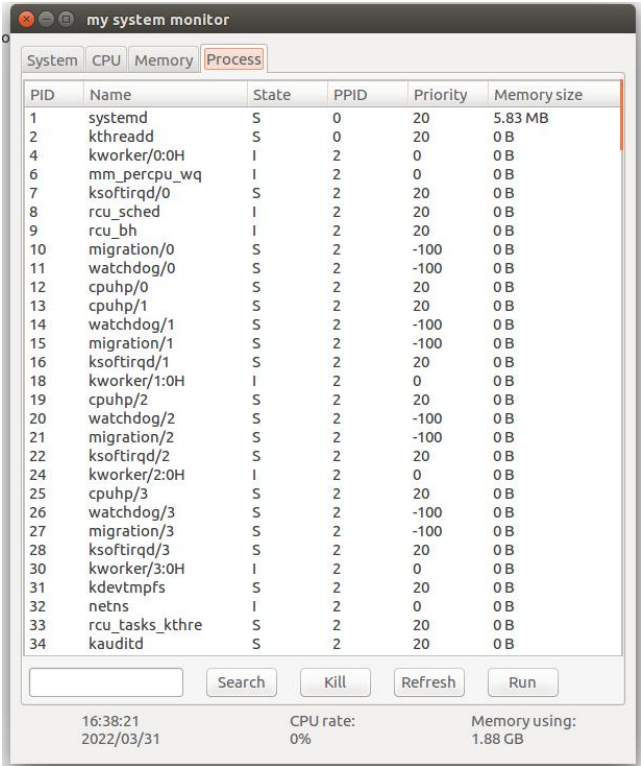 my system monitor
System CPU Memory Process
PID Name State PPID Priority Memory size
1 systemd S 0 20 5.83 MB
2 kthreadd S 0 20 0 B
4 kworker/0:0H I 2 0 0 B
6 mm_percpu_wq I 2 0 0 B
7 ksoftirqd/0 S 2 20 0 B
8 rcu_sched I 2 20 0 B
9 rcu_bh I 2 20 0 B
10 migration/0 S 2 -100 0 B
11 watchdog/0 S 2 -100 0 B
12 cpuhp/0 S 2 20 0 B
13 cpuhp/1 S 2 20 0 B
14 watchdog/1 S 2 -100 0 B
15 migration/1 S 2 -100 0 B
16 ksoftirqd/1 S 2 20 0 B
18 kworker/1:0H I 2 0 0 B
19 cpuhp/2 S 2 20 0 B
20 watchdog/2 S 2 -100 0 B
21 migration/2 S 2 -100 0 B
22 ksoftirqd/2 S 2 20 0 B
24 kworker/2:0H I 2 0 0 B
25 cpuhp/3 S 2 20 0 B
26 watchdog/3 S 2 -100 0 B
27 migration/3 S 2 -100 0 B
28 ksoftirqd/3 S 2 20 0 B
30 kworker/3:0H I 2 0 0 B
31 kdevtmpfs S 2 20 0 B
32 netns I 2 0 0 B
33 rcu_tasks_kthre S 2 20 0 B
34 kauditd S 2 20 0 B
Search Kill Refresh Run
16:38:21 CPU rate: Memory using:
2022/03/31 0% 1.88 GB